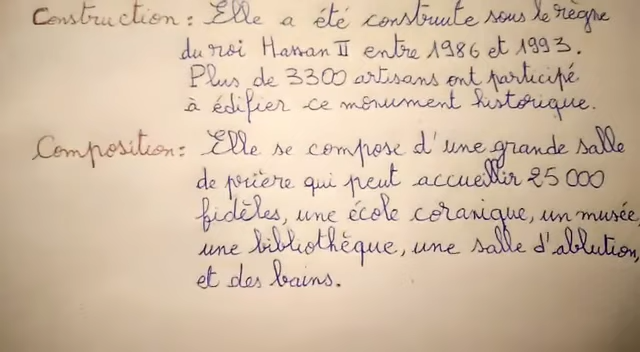 Construction : Elle a été construite sous le règne
du roi Hassan II entre 1986 et 1993.
Plus de 3300 artisans ont participé
à édifier ce monument historique.
Composition : Elle se compose d'une grande salle
de prière qui peut accueillir 25 000
fidèles, une école coranique, un musée,
une bibliothèque, une salle d'ablution,
et des bains.